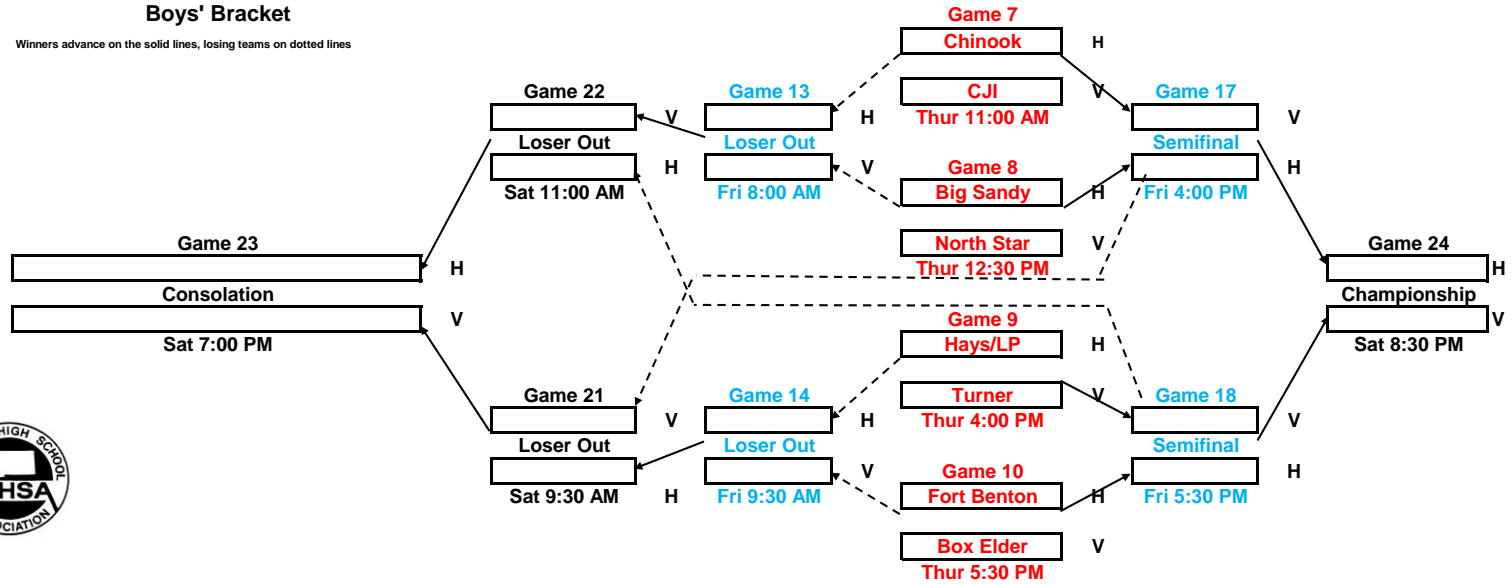 Boys' Bracket
Winners advance on the solid lines, losing teams on dotted lines
Game 7
Chinook H
CJI V
Thur 11:00 AM
Game 22
V
Loser Out
H
Sat 11:00 AM
Game 13
H
Loser Out
V
Fri 8:00 AM
Game 17
V
Semifinal
H
Fri 4:00 PM
Game 8
Big Sandy H
North Star V
Thur 12:30 PM
Game 23
H
Consolation
V
Sat 7:00 PM
Game 24
H
Championship
V
Sat 8:30 PM
Game 9
Hays/LP H
Turner V
Thur 4:00 PM
Game 21
V
Loser Out
H
Sat 9:30 AM
Game 14
H
Loser Out
V
Fri 9:30 AM
Game 18
V
Semifinal
H
Fri 5:30 PM
Game 10
Fort Benton H
Box Elder V
Thur 5:30 PM
HIGH SCHOOL
HSA